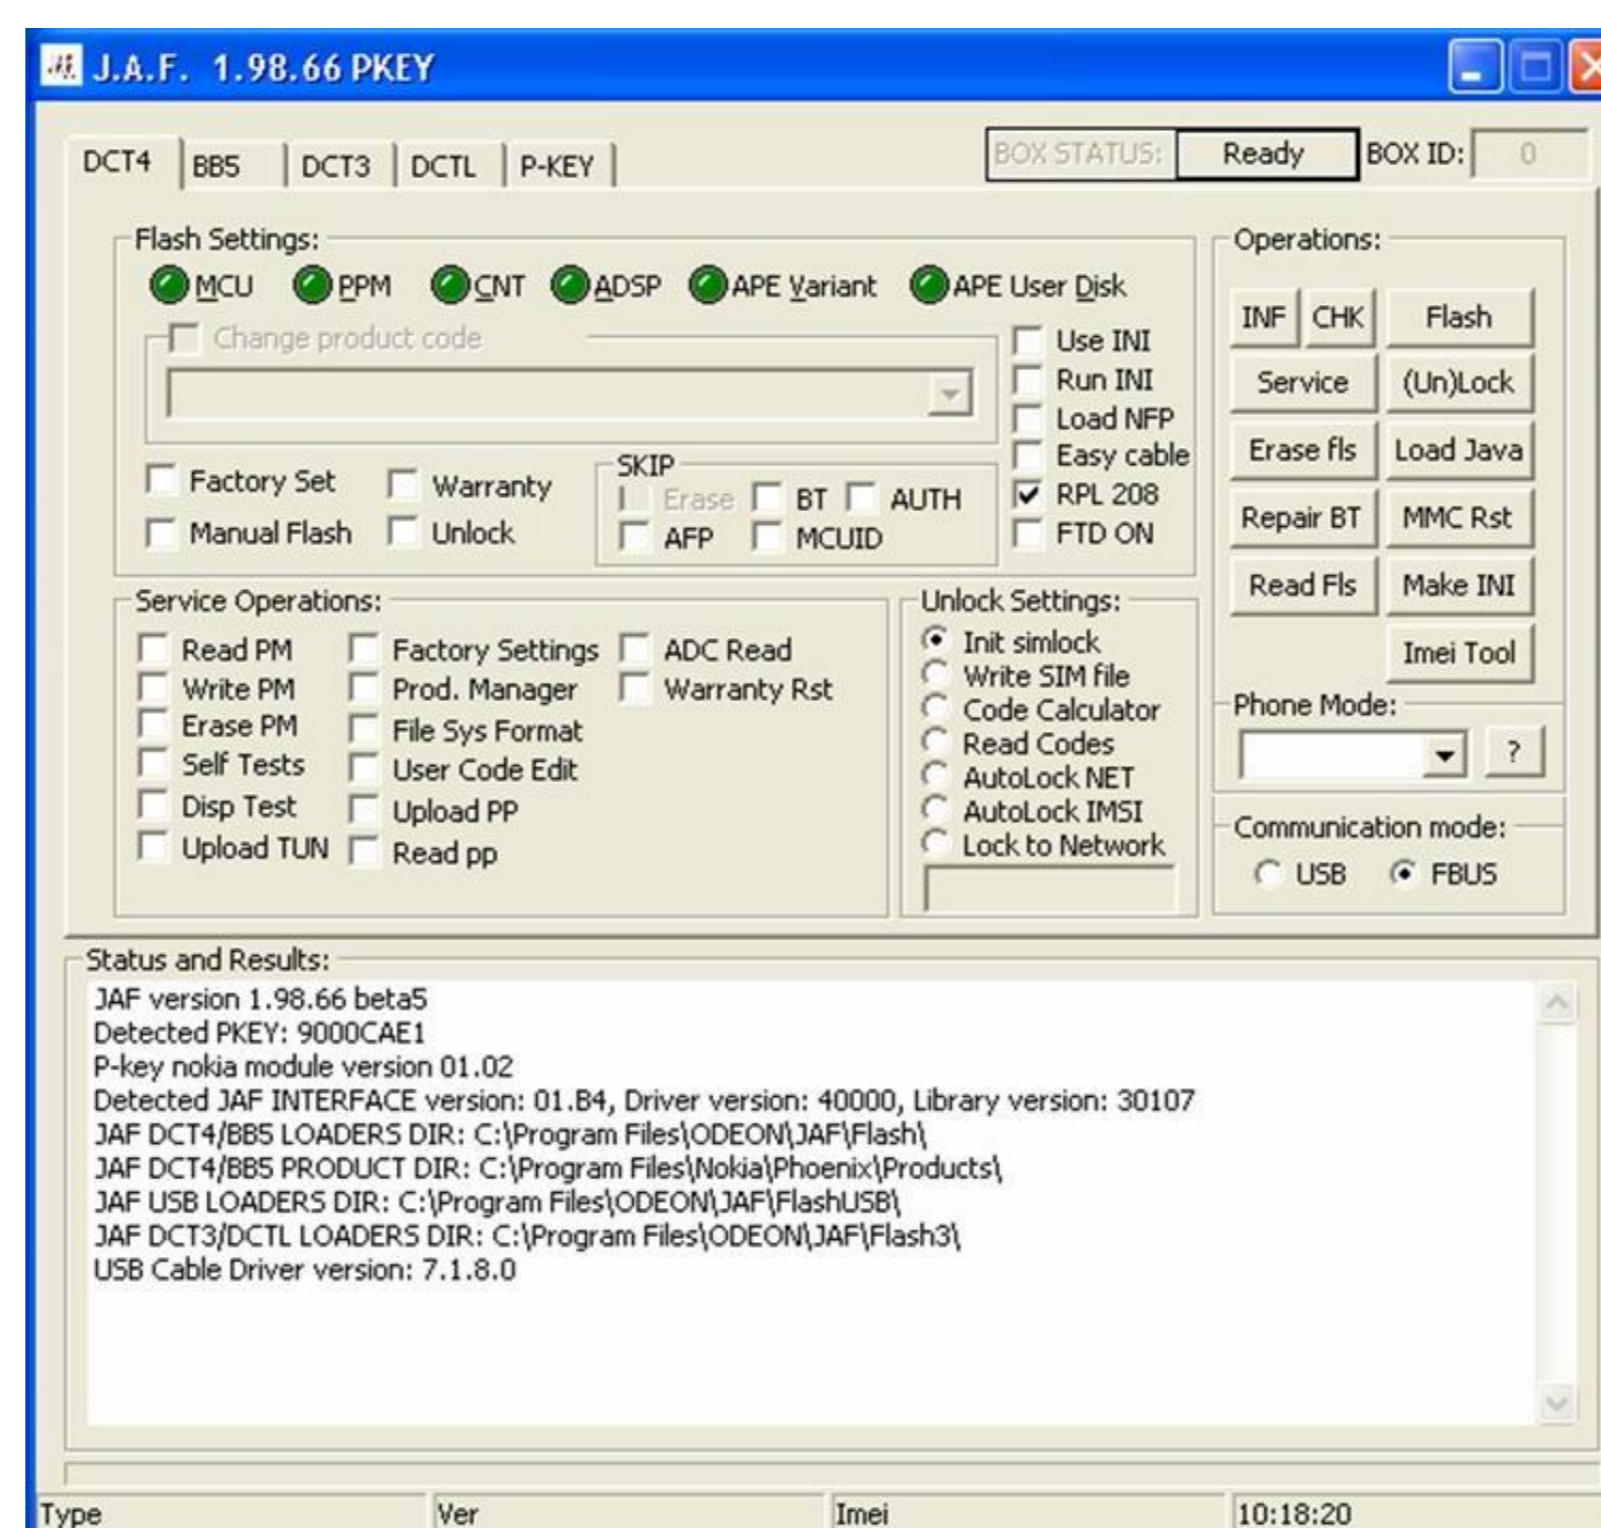 J.A.F. 1.98.66 PKEY
DCT4 BB5 DCT3 DCTL P-KEY
BOX STATUS: Ready BOX ID: 0
Flash Settings:
MCU PPM CNT ADSP APE Variant APE User Disk
Change product code
Use INI
Run INI
Load NFP
Easy cable
RPL 208
FTD ON
Factory Set Warranty
Manual Flash Unlock
SKIP
Erase BT AUTH
AFP MCUID
Operations:
INF CHK Flash
Service (Un)Lock
Erase fls Load Java
Repair BT MMC Rst
Read Fls Make INI
Imei Tool
Service Operations:
Read PM Factory Settings ADC Read
Write PM Prod. Manager Warranty Rst
Erase PM File Sys Format
Self Tests User Code Edit
Disp Test Upload PP
Upload TUN Read pp
Unlock Settings:
Init simlock
Write SIM file
Code Calculator
Read Codes
AutoLock NET
AutoLock IMSI
Lock to Network
Phone Mode:
?
Communication mode:
USB FBUS
Status and Results:
JAF version 1.98.66 beta5
Detected PKEY: 9000CAE1
P-key nokia module version 01.02
Detected JAF INTERFACE version: 01.B4, Driver version: 40000, Library version: 30107
JAF DCT4/BB5 LOADERS DIR: C:\Program Files\ODEON\JAF\Flash\
JAF DCT4/BB5 PRODUCT DIR: C:\Program Files\Nokia\Phoenix\Products\
JAF USB LOADERS DIR: C:\Program Files\ODEON\JAF\FlashUSB\
JAF DCT3/DCTL LOADERS DIR: C:\Program Files\ODEON\JAF\Flash3\
USB Cable Driver version: 7.1.8.0
Type Ver Imei 10:18:20